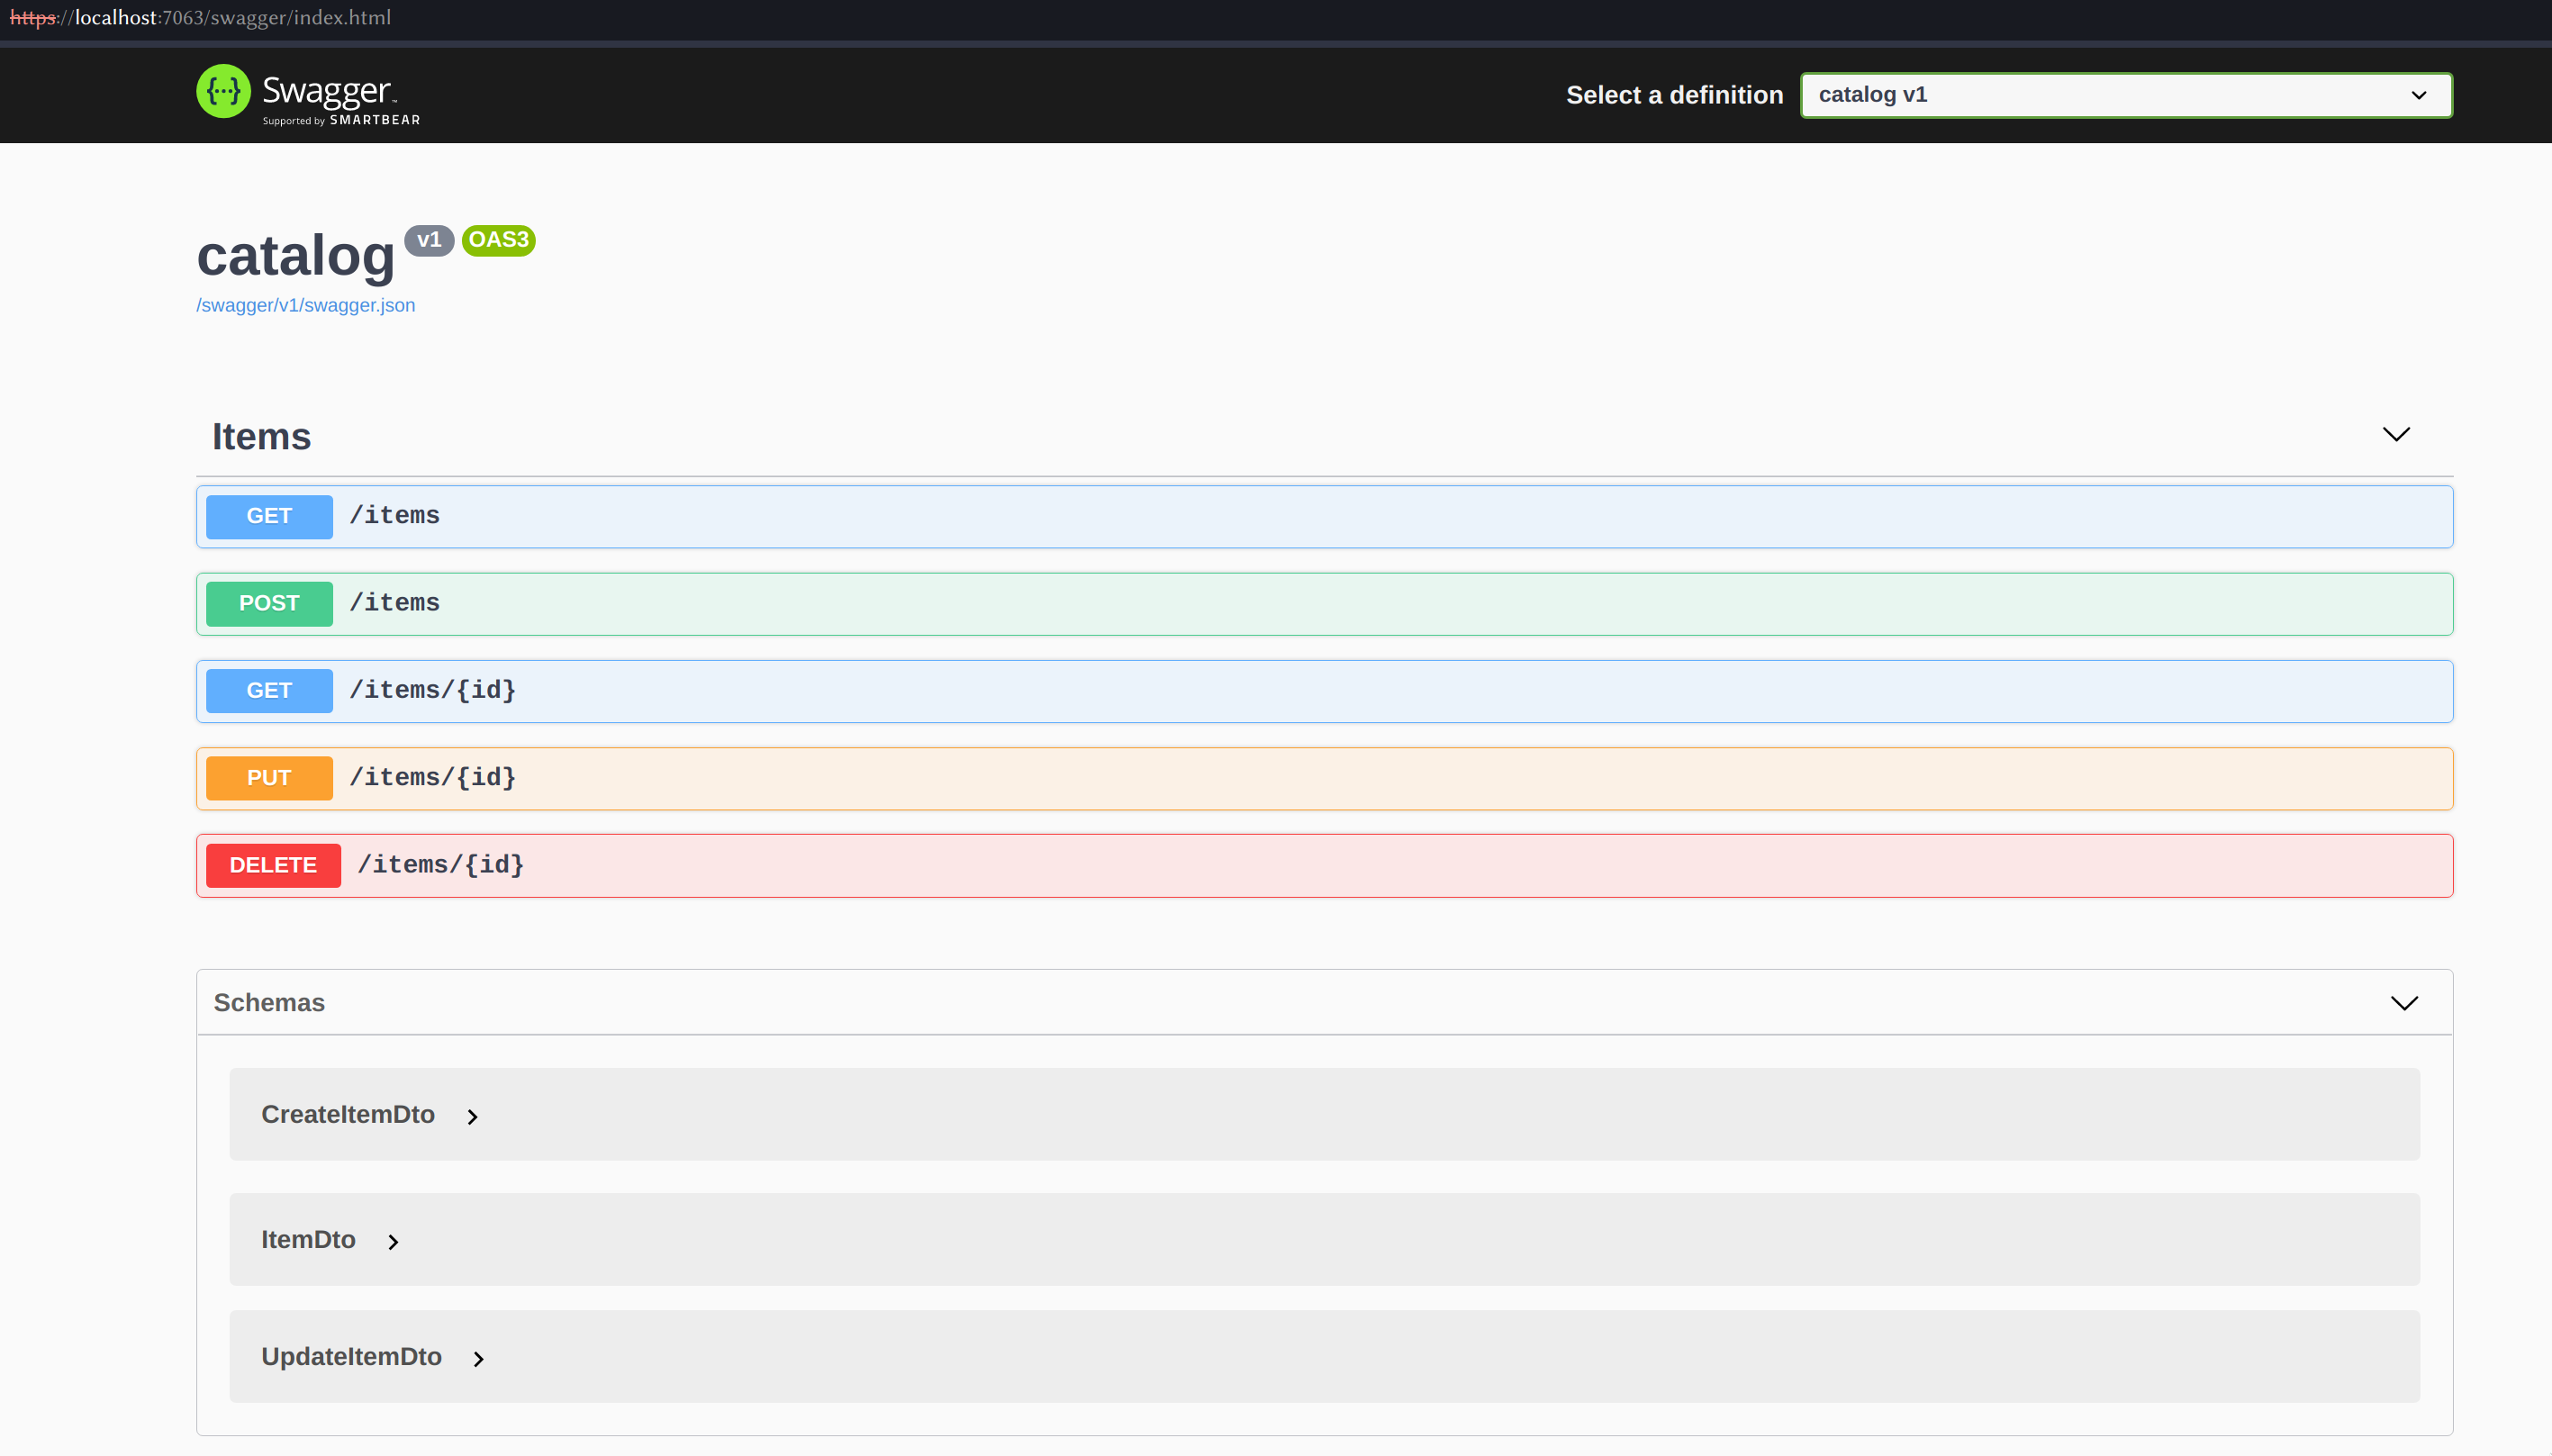 https://localhost:7063/swagger/index.html
{···} Swagger™
Supported by SMARTBEAR
Select a definition
catalog v1
catalog v1 OAS3
/swagger/v1/swagger.json
Items
GET /items
POST /items
GET /items/{id}
PUT /items/{id}
DELETE /items/{id}
Schemas
CreateItemDto
ItemDto
UpdateItemDto